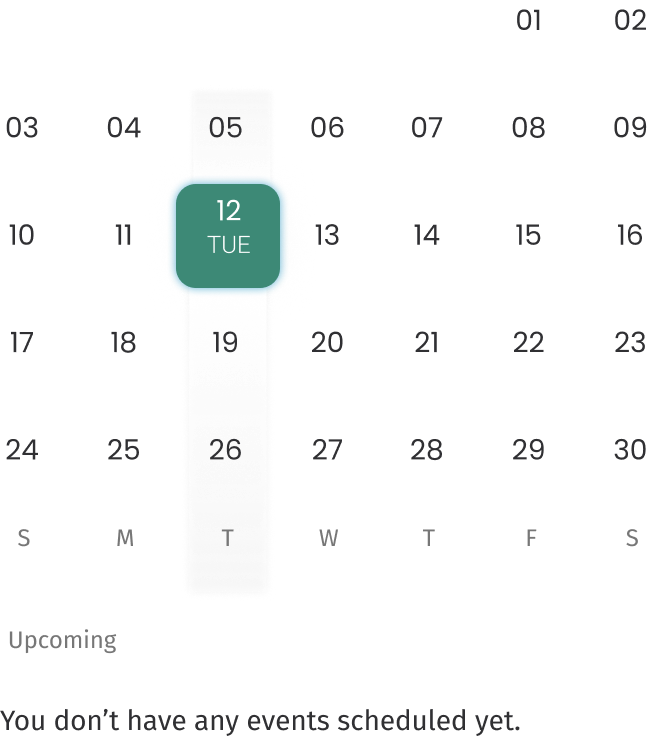 01 02
03 04 05 06 07 08 09
10 11 12 TUE 13 14 15 16
17 18 19 20 21 22 23
24 25 26 27 28 29 30
S M T W T F S
Upcoming
You don’t have any events scheduled yet.